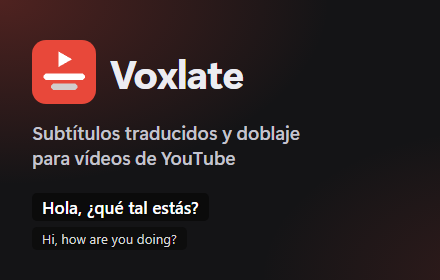 Voxlate
Subtítulos traducidos y doblaje
para vídeos de YouTube
Hola, ¿qué tal estás?
Hi, how are you doing?